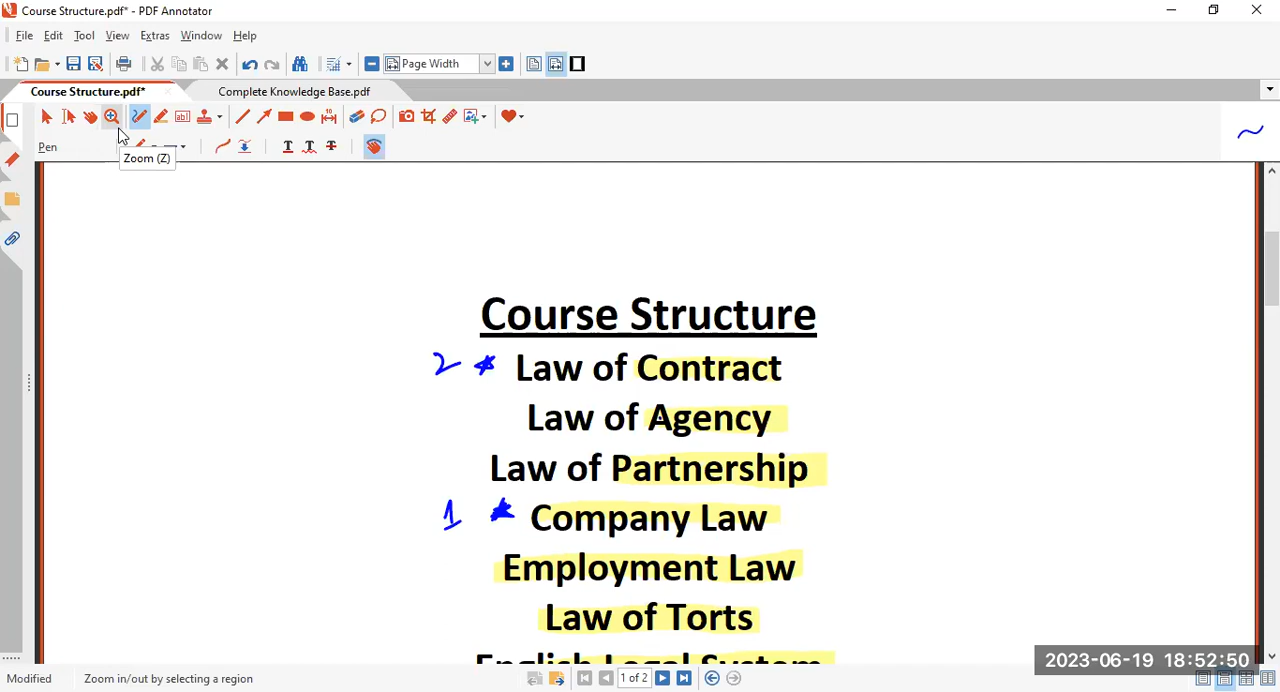 Course Structure.pdf* - PDF Annotator
File Edit Tool View Extras Window Help
Page Width
Course Structure.pdf* Complete Knowledge Base.pdf
Pen
Zoom (Z)
Course Structure
2 Law of Contract
Law of Agency
Law of Partnership
1 Company Law
Employment Law
Law of Torts
English Legal System
2023-06-19 18:52:50
Modified Zoom in/out by selecting a region 1 of 2